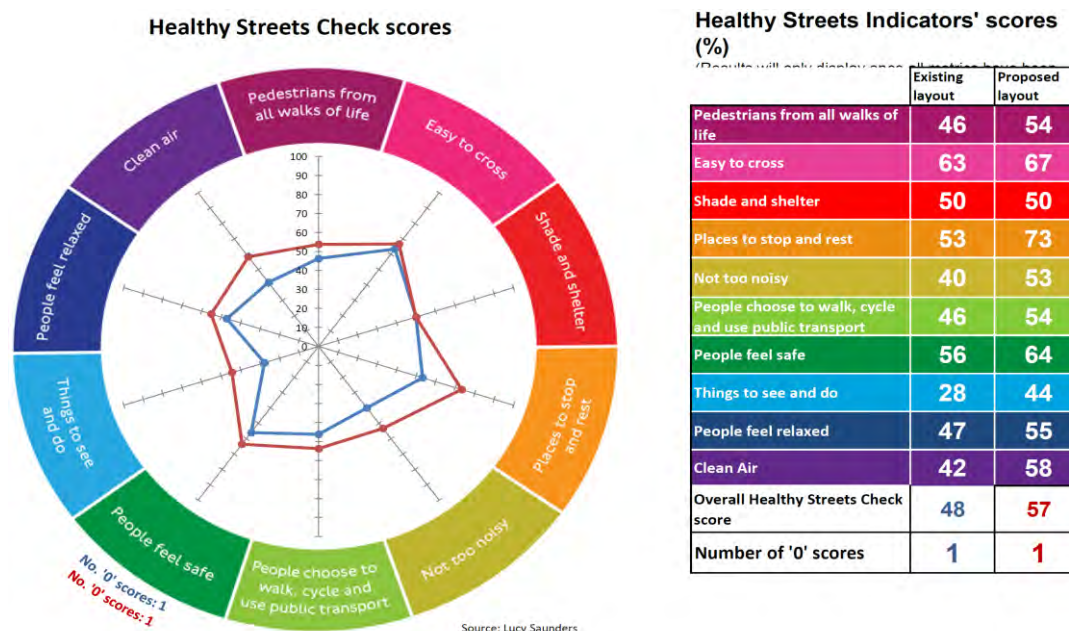 Healthy Streets Check scores
Pedestrians from
all walks of life
Easy to cross
Shade and shelter
Places to stop
and rest
Not too noisy
People choose to
walk, cycle and
use public transport
People feel safe
Things to see
and do
People feel relaxed
Clean air
100
90
80
70
60
50
40
30
20
10
0
No. '0' scores: 1
No. '0' scores: 1
Source: Lucy Saunders
Healthy Streets Indicators' scores
(%)
Existing Proposed
layout layout
Pedestrians from all walks of
life 46 54
Easy to cross 63 67
Shade and shelter 50 50
Places to stop and rest 53 73
Not too noisy 40 53
People choose to walk, cycle
and use public transport 46 54
People feel safe 56 64
Things to see and do 28 44
People feel relaxed 47 55
Clean Air 42 58
Overall Healthy Streets Check
score 48 57
Number of '0' scores 1 1